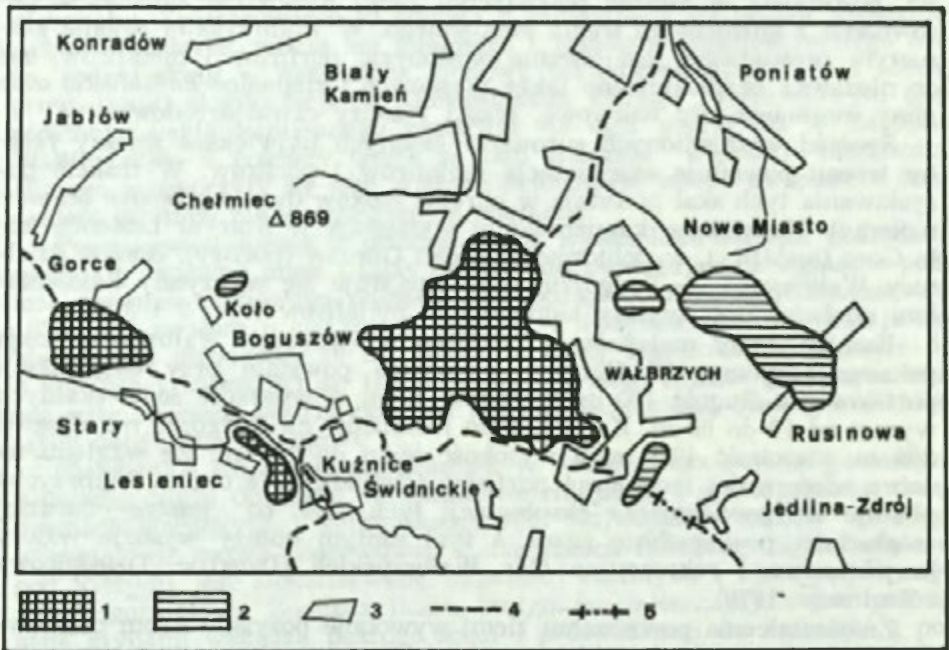 Konradów
Biały
Kamień
Poniatów
Jabłów
Chełmiec
△ 869
Nowe Miasto
Gorce
Koło
Boguszów
WAŁBRZYCH
Stary
Lesieniec
Rusinowa
Kuźnice
Świdnickie
Jedlina-Zdrój
1 2 3 4 5